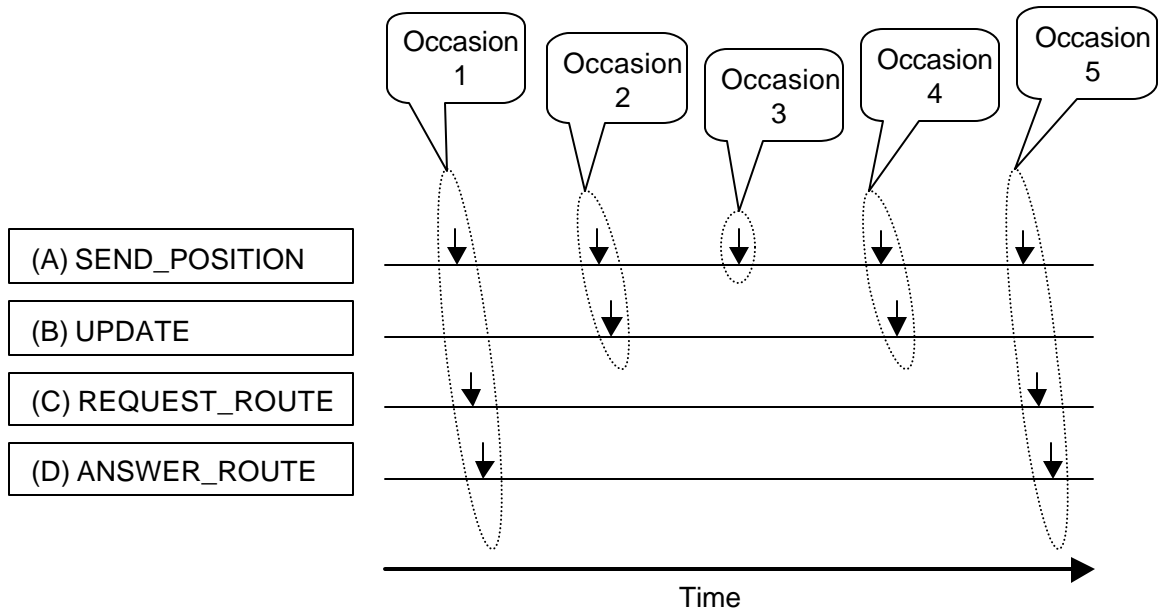 Occasion
1
Occasion
2
Occasion
3
Occasion
4
Occasion
5
(A) SEND_POSITION
(B) UPDATE
(C) REQUEST_ROUTE
(D) ANSWER_ROUTE
Time